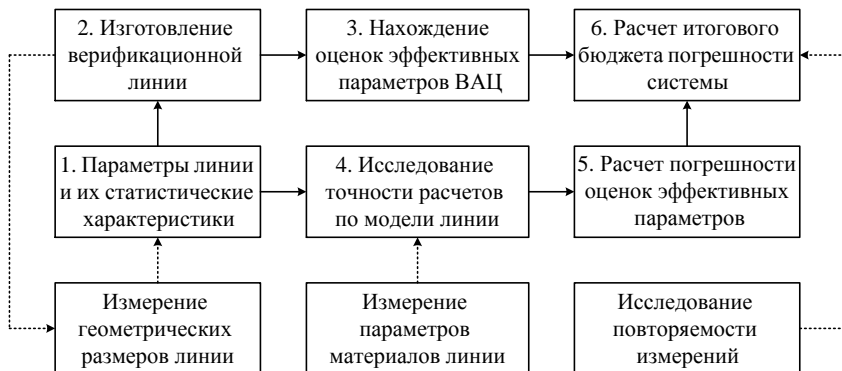 2. Изготовление
верификационной
линии
3. Нахождение
оценок эффективных
параметров ВАЦ
6. Расчет итогового
бюджета погрешности
системы
1. Параметры линии
и их статистические
характеристики
4. Исследование
точности расчетов
по модели линии
5. Расчет погрешности
оценок эффективных
параметров
Измерение
геометрических
размеров линии
Измерение
параметров
материалов линии
Исследование
повторяемости
измерений